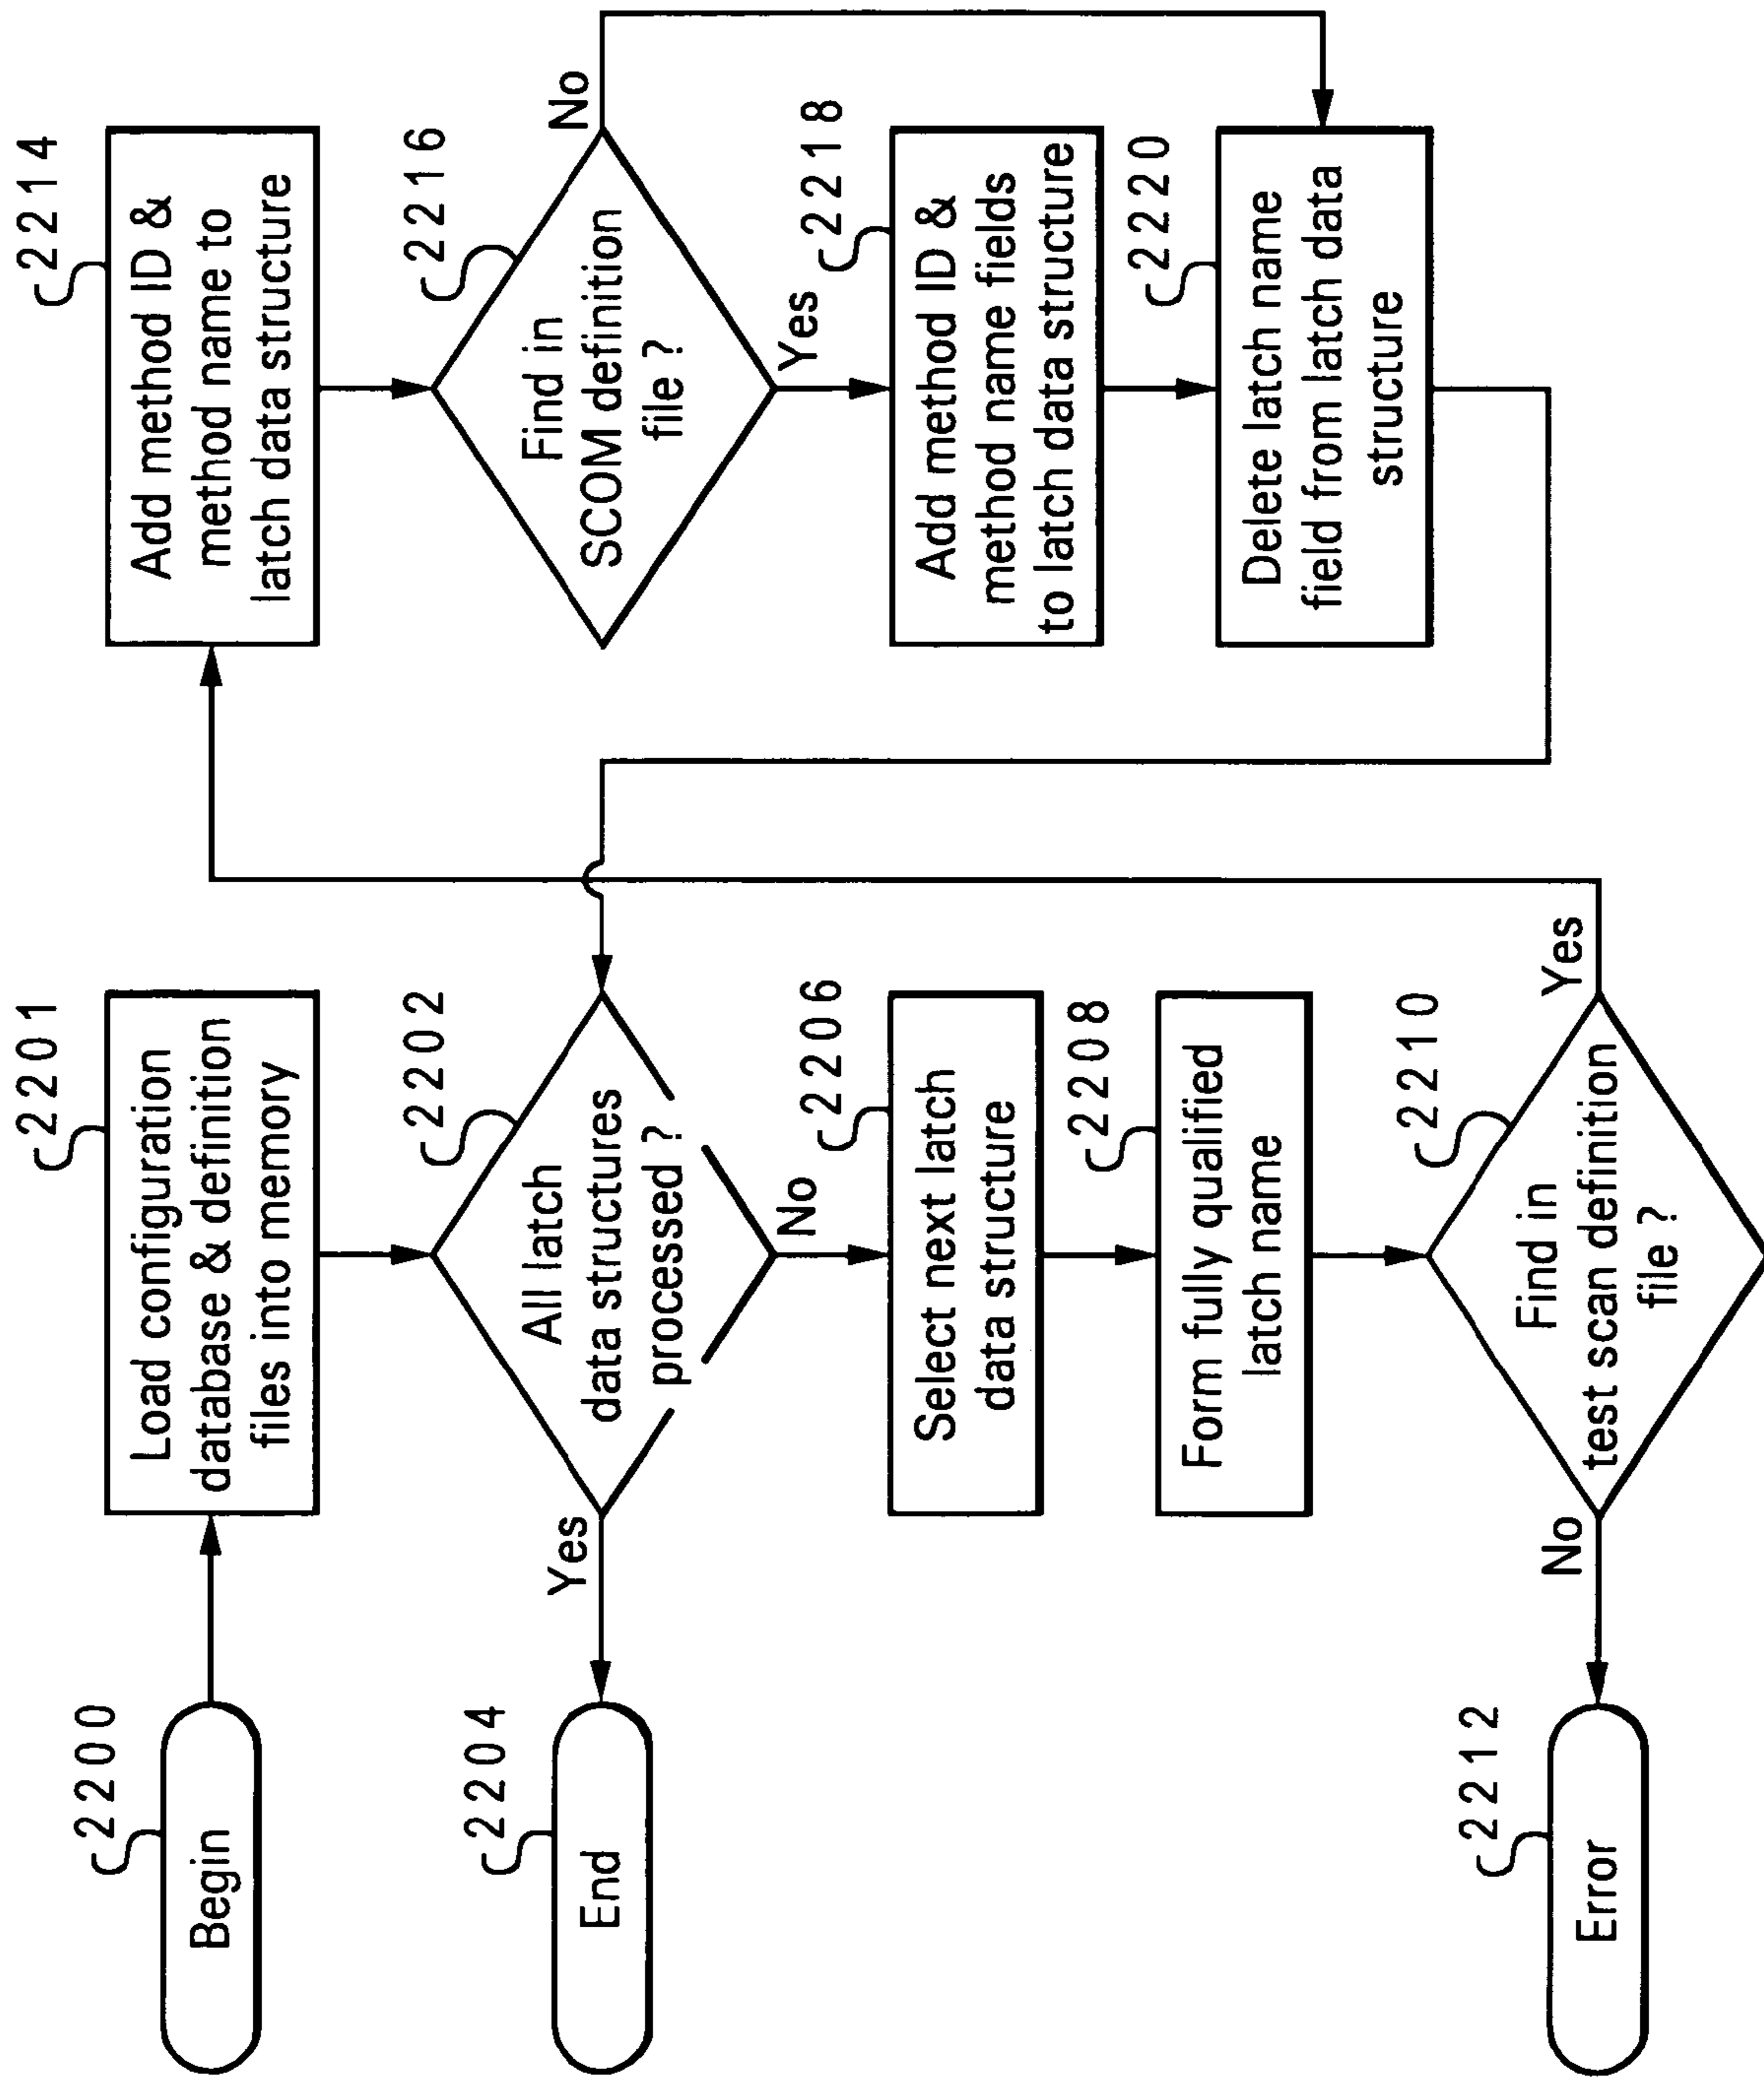 2200
Begin
2201
Load configuration
database & definition
files into memory
2202
All latch
data structures
processed ?
Yes
No
2204
End
2206
Select next latch
data structure
2208
Form fully qualified
latch name
2210
Find in
test scan definition
file ?
No
Yes
2212
Error
2214
Add method ID &
method name to
latch data structure
2216
Find in
SCOM definition
file ?
No
Yes
2218
Add method ID &
method name fields
to latch data structure
2220
Delete latch name
field from latch data
structure